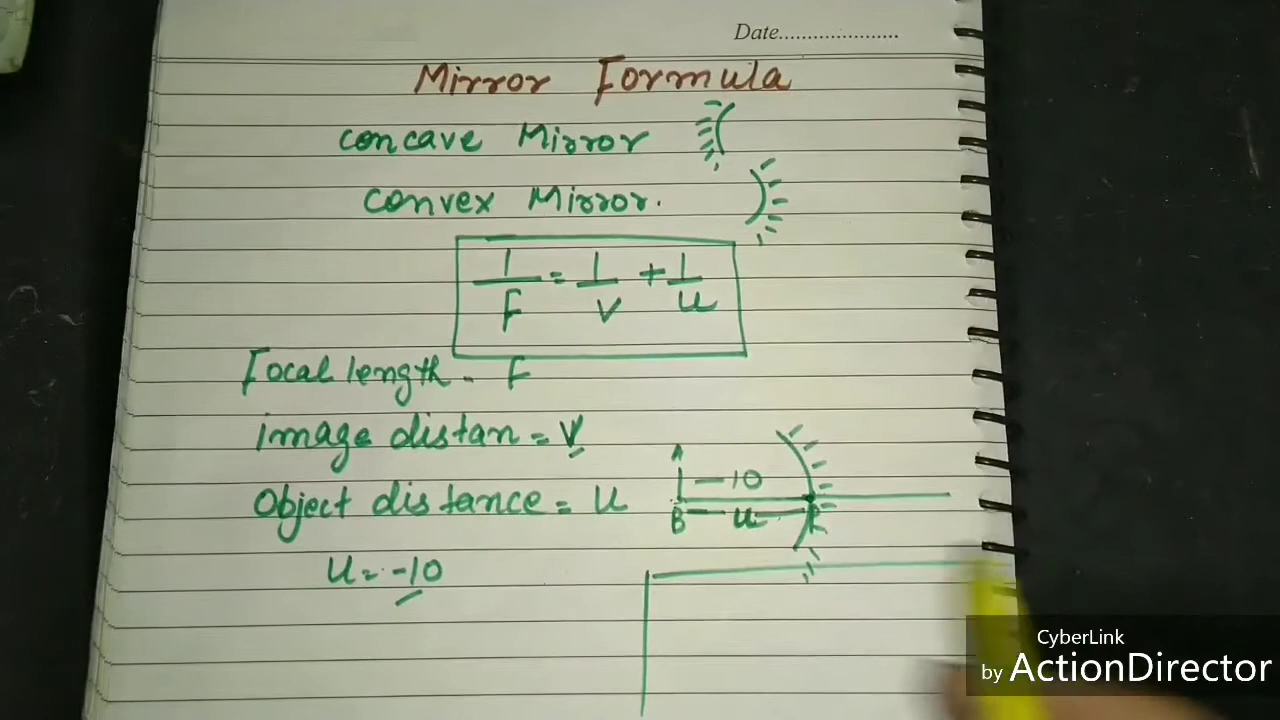 Date.....................
Mirror Formula
concave Mirror
convex Mirror.
1/F = 1/V + 1/u
Focal length - F
image distan = V
Object distance = u
A
-10
B u P
u = -10
CyberLink
by ActionDirector